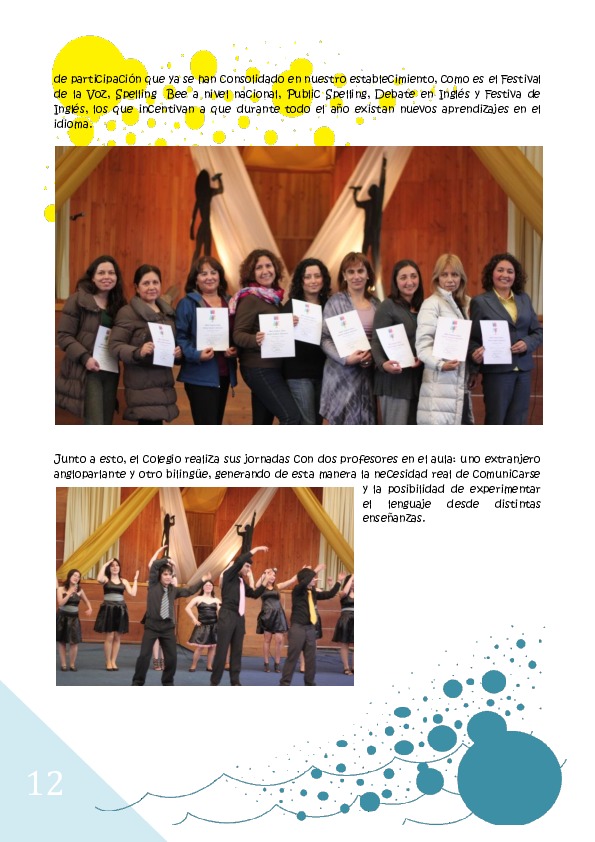 de participación que ya se han consolidado en nuestro establecimiento, como es el Festival
de la Voz, Spelling Bee a nivel nacional, Public Spelling, Debate en Inglés y Festiva de
Inglés, los que incentivan a que durante todo el año existan nuevos aprendizajes en el
idioma.
Junto a esto, el Colegio realiza sus jornadas con dos profesores en el aula: uno extranjero
angloparlante y otro bilingüe, generando de esta manera la necesidad real de comunicarse
y la posibilidad de experimentar
el lenguaje desde distintas
enseñanzas.
12